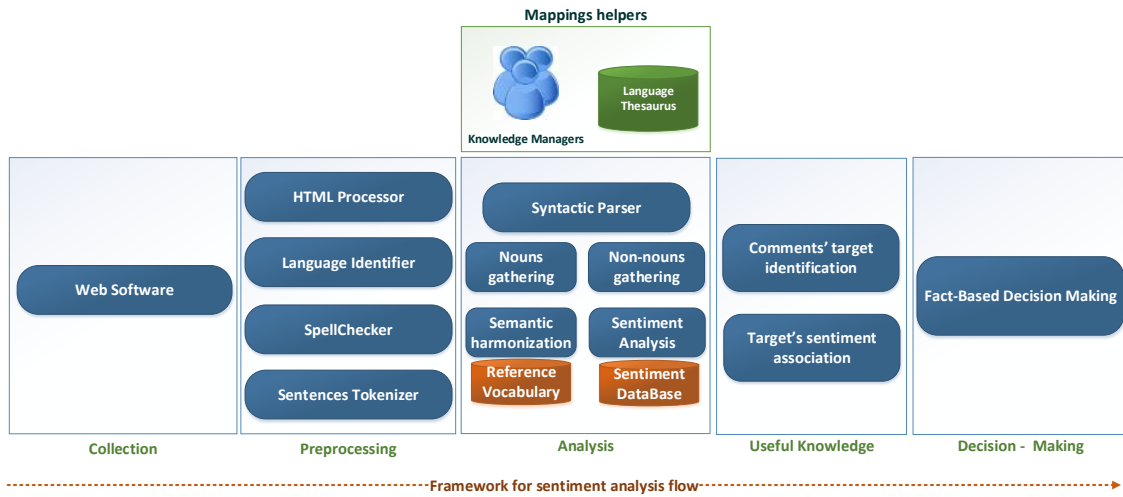 Mappings helpers
Language
Thesaurus
Knowledge Managers
Web Software
HTML Processor
Language Identifier
SpellChecker
Sentences Tokenizer
Syntactic Parser
Nouns
gathering
Non-nouns
gathering
Semantic
harmonization
Sentiment
Analysis
Reference
Vocabulary
Sentiment
DataBase
Comments’ target
identification
Target’s sentiment
association
Fact-Based Decision Making
Collection
Preprocessing
Analysis
Useful Knowledge
Decision - Making
Framework for sentiment analysis flow